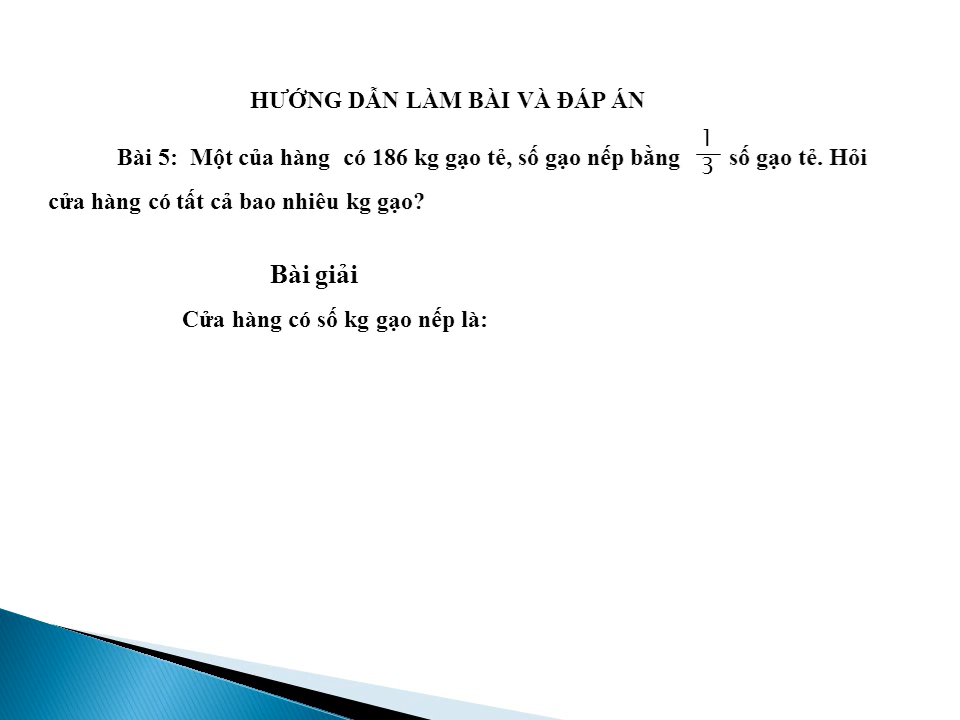 HƯỚNG DẪN LÀM BÀI VÀ ĐÁP ÁN
Bài 5: Một của hàng có 186 kg gạo tẻ, số gạo nếp bằng 1/3 số gạo tẻ. Hỏi
cửa hàng có tất cả bao nhiêu kg gạo?
Bài giải
Cửa hàng có số kg gạo nếp là: